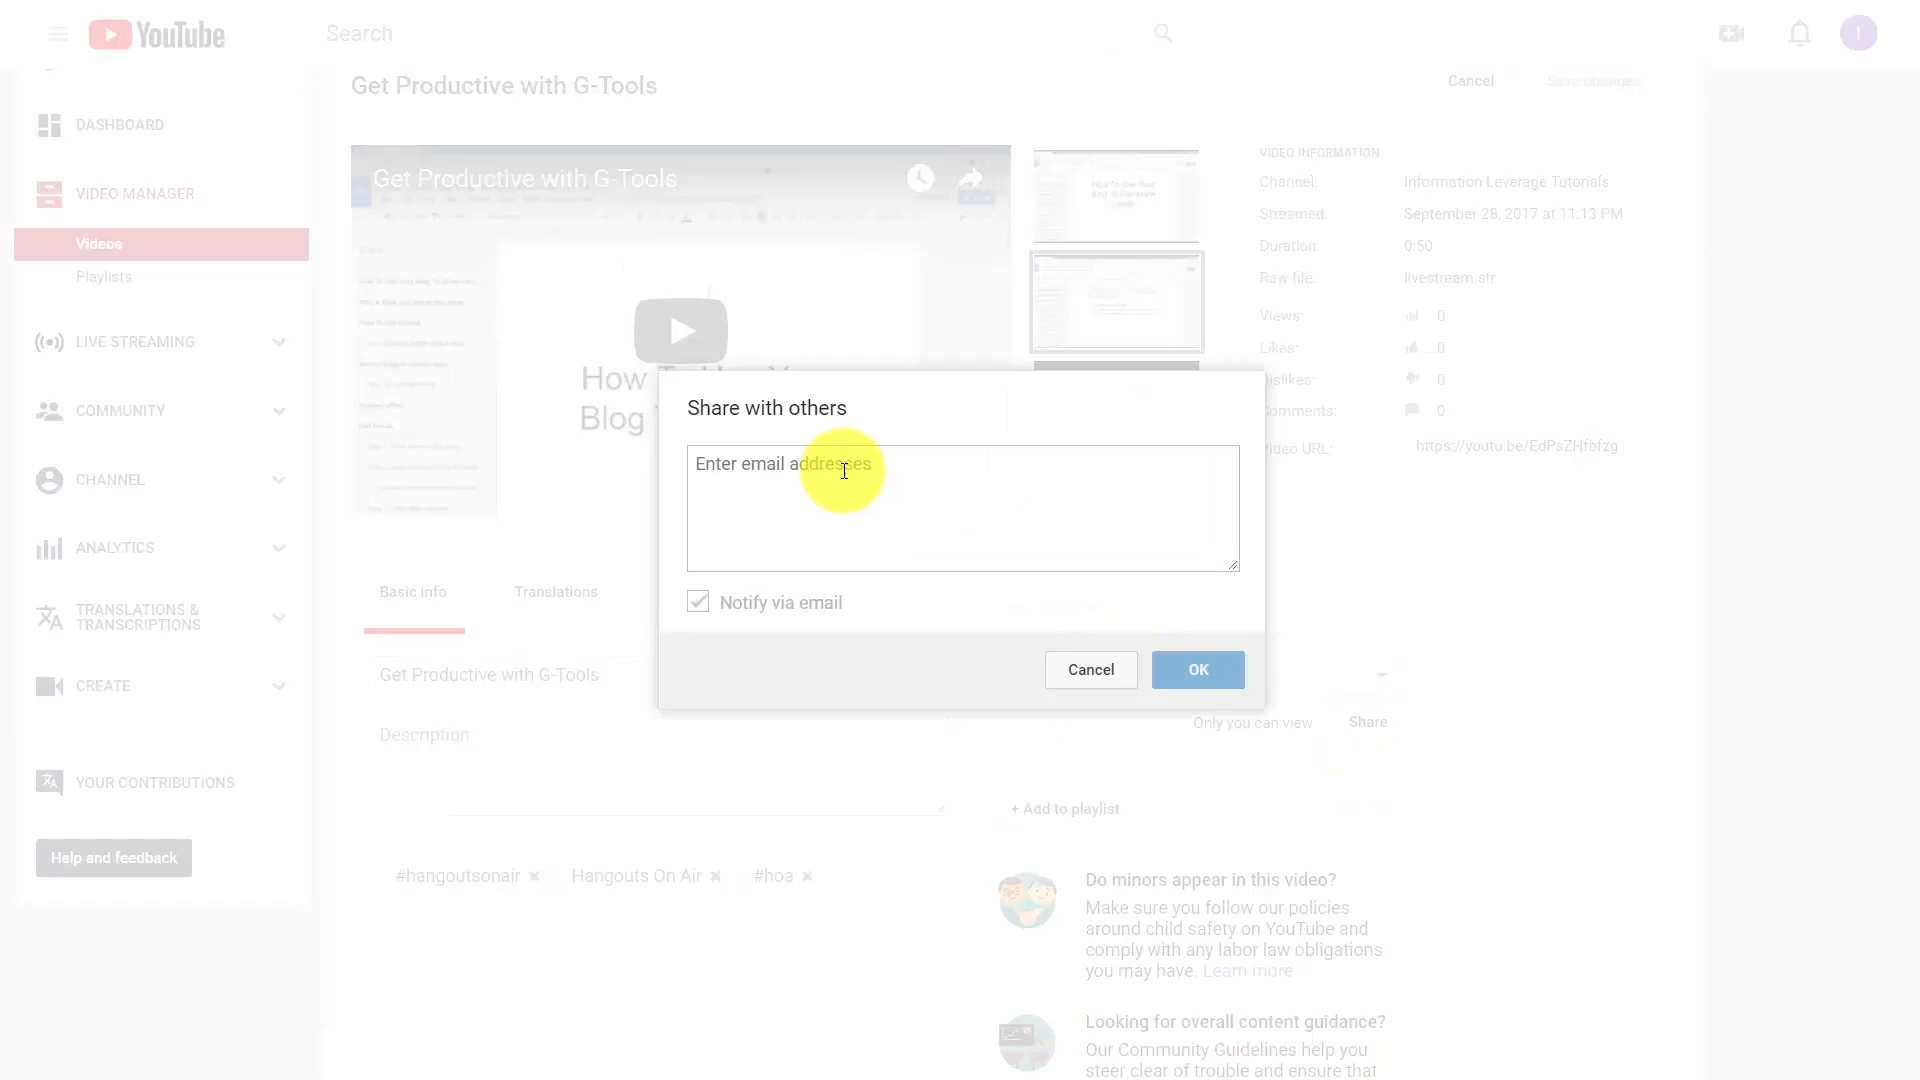 YouTube
Search
Get Productive with G-Tools
Cancel
Save changes
DASHBOARD
VIDEO MANAGER
Videos
Playlists
LIVE STREAMING
COMMUNITY
CHANNEL
ANALYTICS
TRANSLATIONS &
TRANSCRIPTIONS
CREATE
YOUR CONTRIBUTIONS
Help and feedback
Get Productive with G-Tools
How
Blog
VIDEO INFORMATION
Channel: Information Leverage Tutorials
Streamed: September 28, 2017 at 11:13 PM
Duration: 0:50
Raw file: livestream.str
Views: 0
Likes: 0
islikes: 0
omments: 0
ideo URL: https://youtu.be/EdPsZHfbfzg
Share with others
Enter email addresses
Notify via email
Cancel
OK
Basic info
Translations
Get Productive with G-Tools
Description
Only you can view
Share
+ Add to playlist
#hangoutsonair
Hangouts On Air
#hoa
Do minors appear in this video?
Make sure you follow our policies
around child safety on YouTube and
comply with any labor law obligations
you may have. Learn more
Looking for overall content guidance?
Our Community Guidelines help you
steer clear of trouble and ensure that